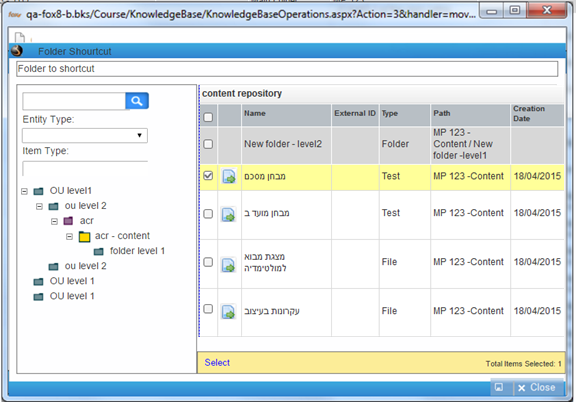 qa-fox8-b.bks/Course/KnowledgeBase/KnowledgeBaseOperations.aspx?Action=3&handler=mov...
Folder Shourtcut
Folder to shortcut
Entity Type:
Item Type:
OU level1
ou level 2
acr
acr - content
folder level 1
ou level 2
OU level 1
OU level 1
content repository
Name External ID Type Path Creation Date
New folder - level2 Folder MP 123 - Content / New folder -level1
מבחן מסכם Test MP 123 -Content 18/04/2015
מבחן מועד ב Test MP 123 -Content 18/04/2015
מצגת מבוא למולטימדיה File MP 123 -Content 18/04/2015
עקרונות בעיצוב File MP 123 -Content 18/04/2015
Select Total Items Selected: 1
Close